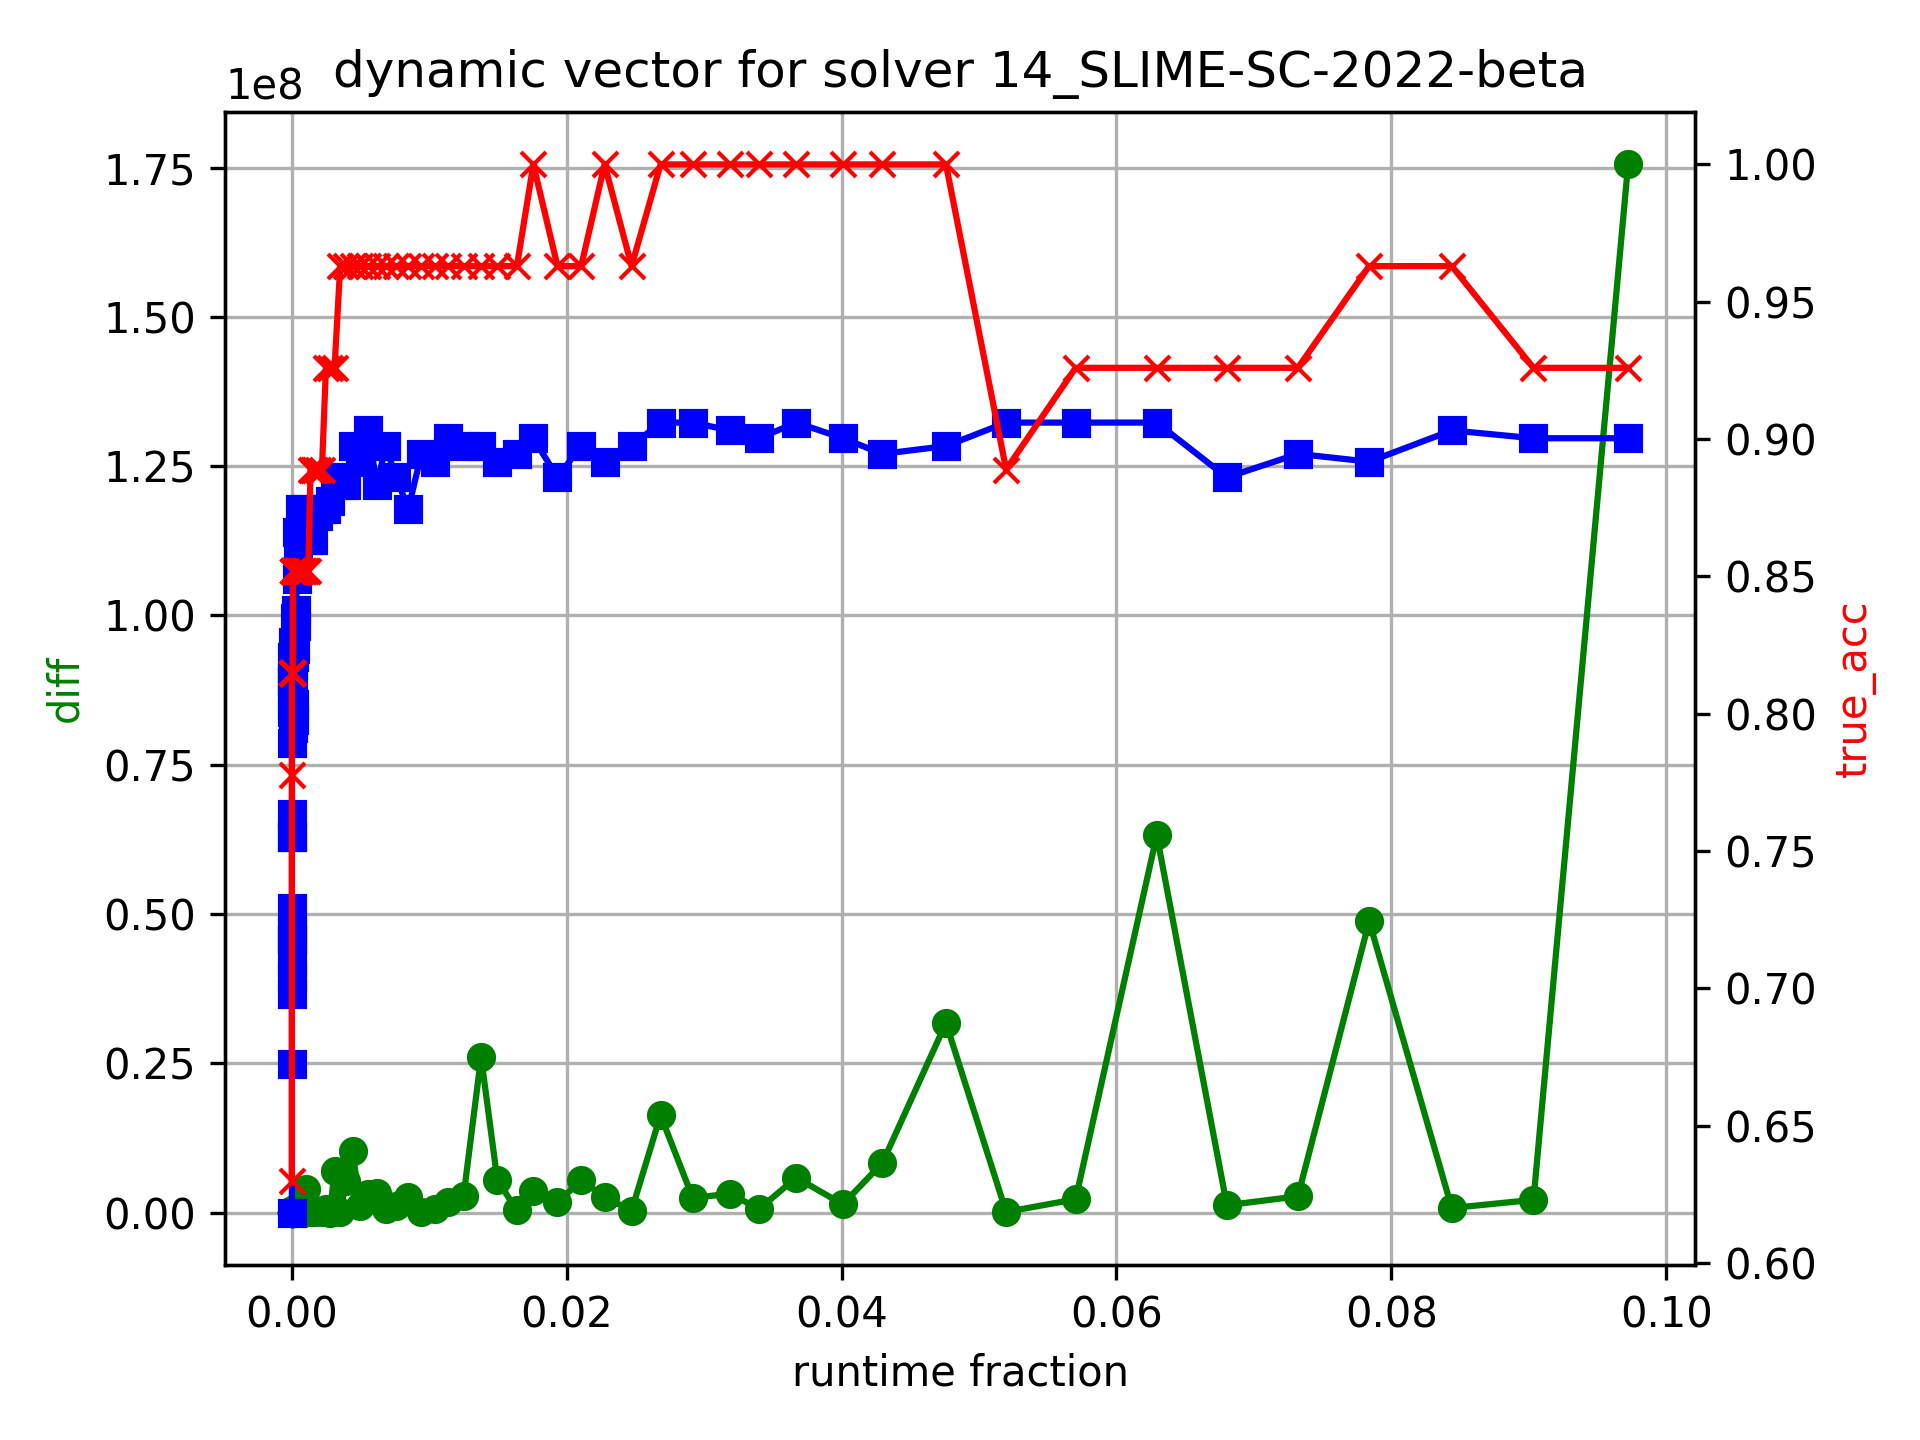 dynamic vector for solver 14_SLIME-SC-2022-beta
1e8
1.75
1.50
1.25
1.00
0.75
0.50
0.25
0.00
diff
1.00
0.95
0.90
0.85
0.80
0.75
0.70
0.65
0.60
true_acc
0.00 0.02 0.04 0.06 0.08 0.10
runtime fraction